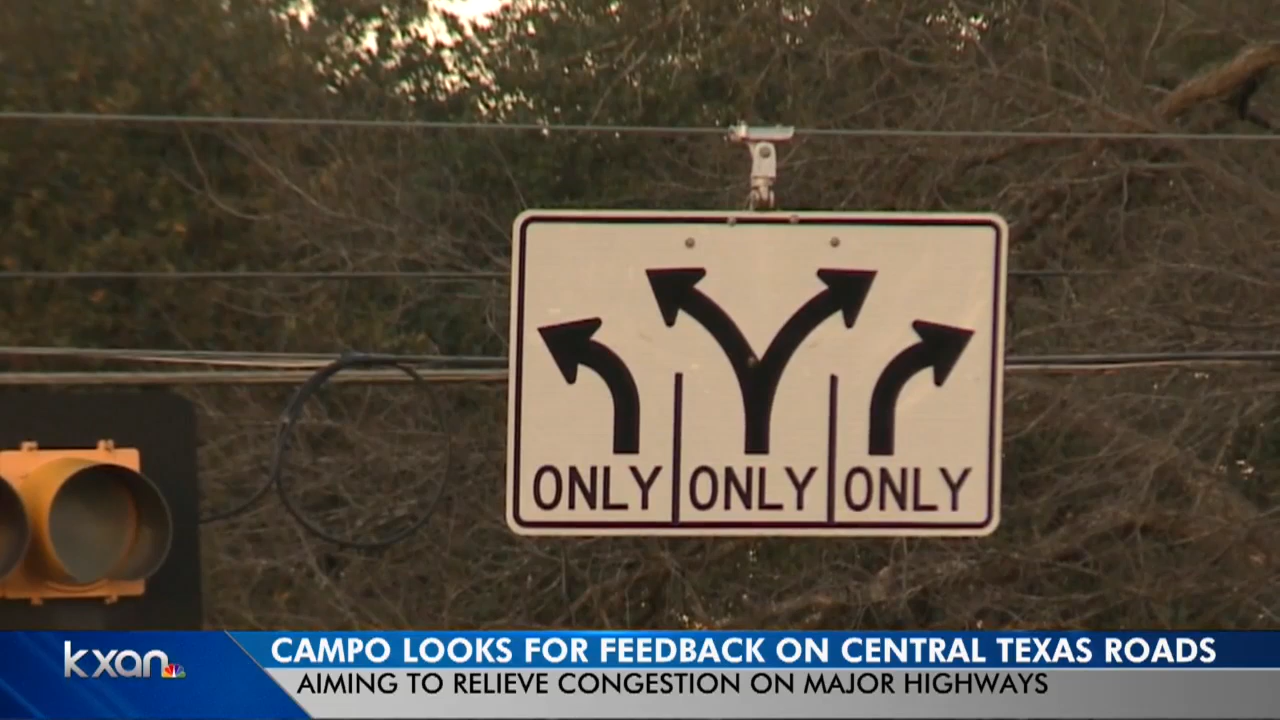 ONLY ONLY ONLY
kxan
CAMPO LOOKS FOR FEEDBACK ON CENTRAL TEXAS ROADS
AIMING TO RELIEVE CONGESTION ON MAJOR HIGHWAYS